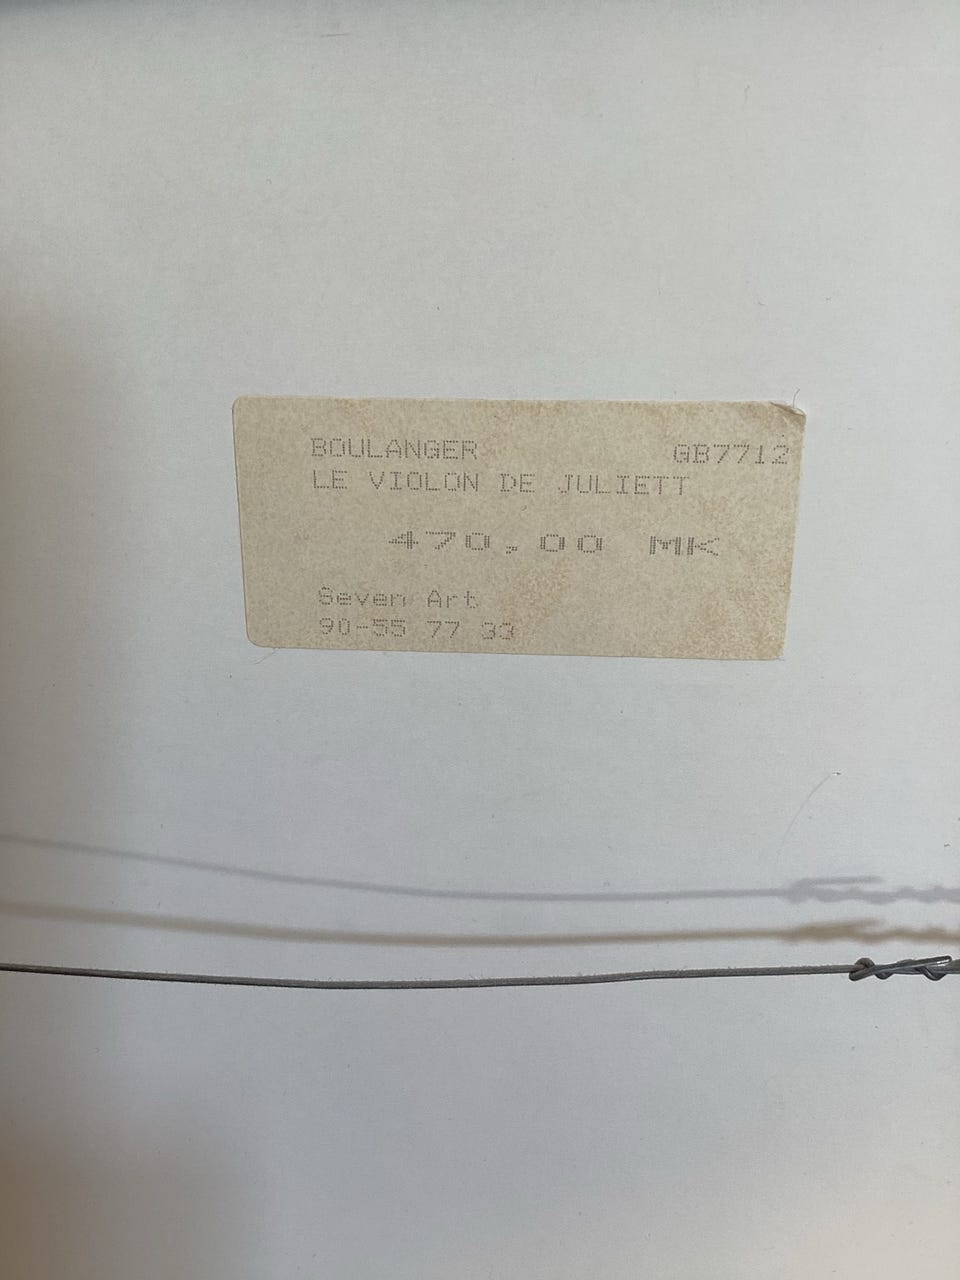 BOULANGER GB7712
LE VIOLON DE JULIETT
470,00 MK
Seven Art
90-55 77 33